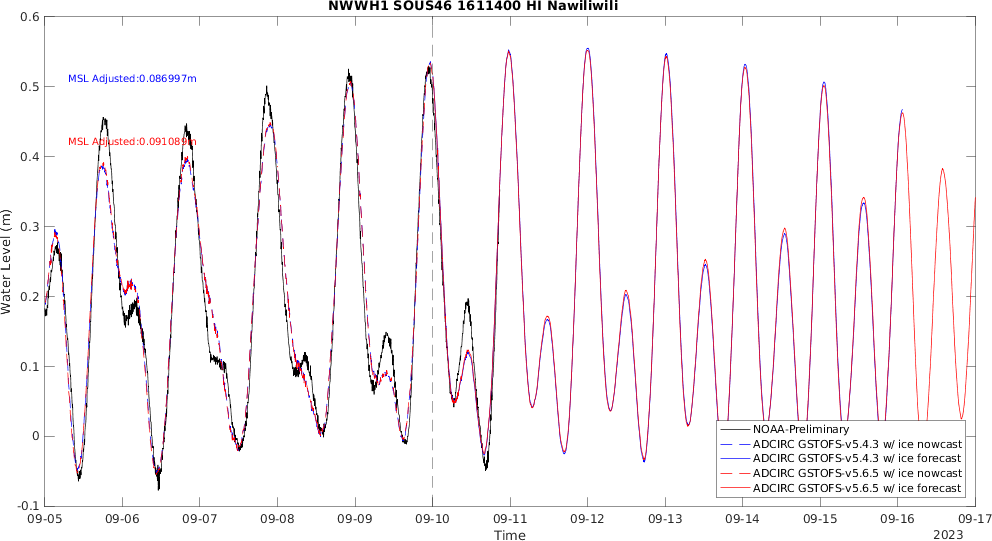 NWWH1 SOUS46 1611400 HI Nawiliwili
0.6
0.5
0.4
0.3
0.2
0.1
0
-0.1
Water Level (m)
MSL Adjusted:0.086997m
MSL Adjusted:0.091089m
NOAA-Preliminary
ADCIRC GSTOFS-v5.4.3 w/ ice nowcast
ADCIRC GSTOFS-v5.4.3 w/ ice forecast
ADCIRC GSTOFS-v5.6.5 w/ ice nowcast
ADCIRC GSTOFS-v5.6.5 w/ ice forecast
09-05 09-06 09-07 09-08 09-09 09-10 09-11 09-12 09-13 09-14 09-15 09-16 09-17
Time
2023